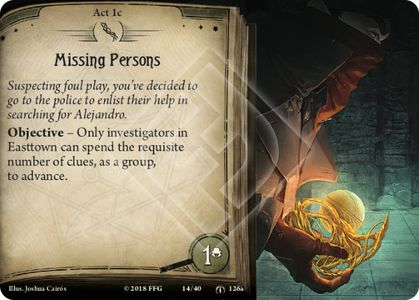 Act 1c
Missing Persons
Suspecting foul play, you've decided to
go to the police to enlist their help in
searching for Alejandro.
Objective – Only investigators in
Easttown can spend the requisite
number of clues, as a group,
to advance.
1
Illus. Joshua Cairós
© 2018 FFG
14/40
126a